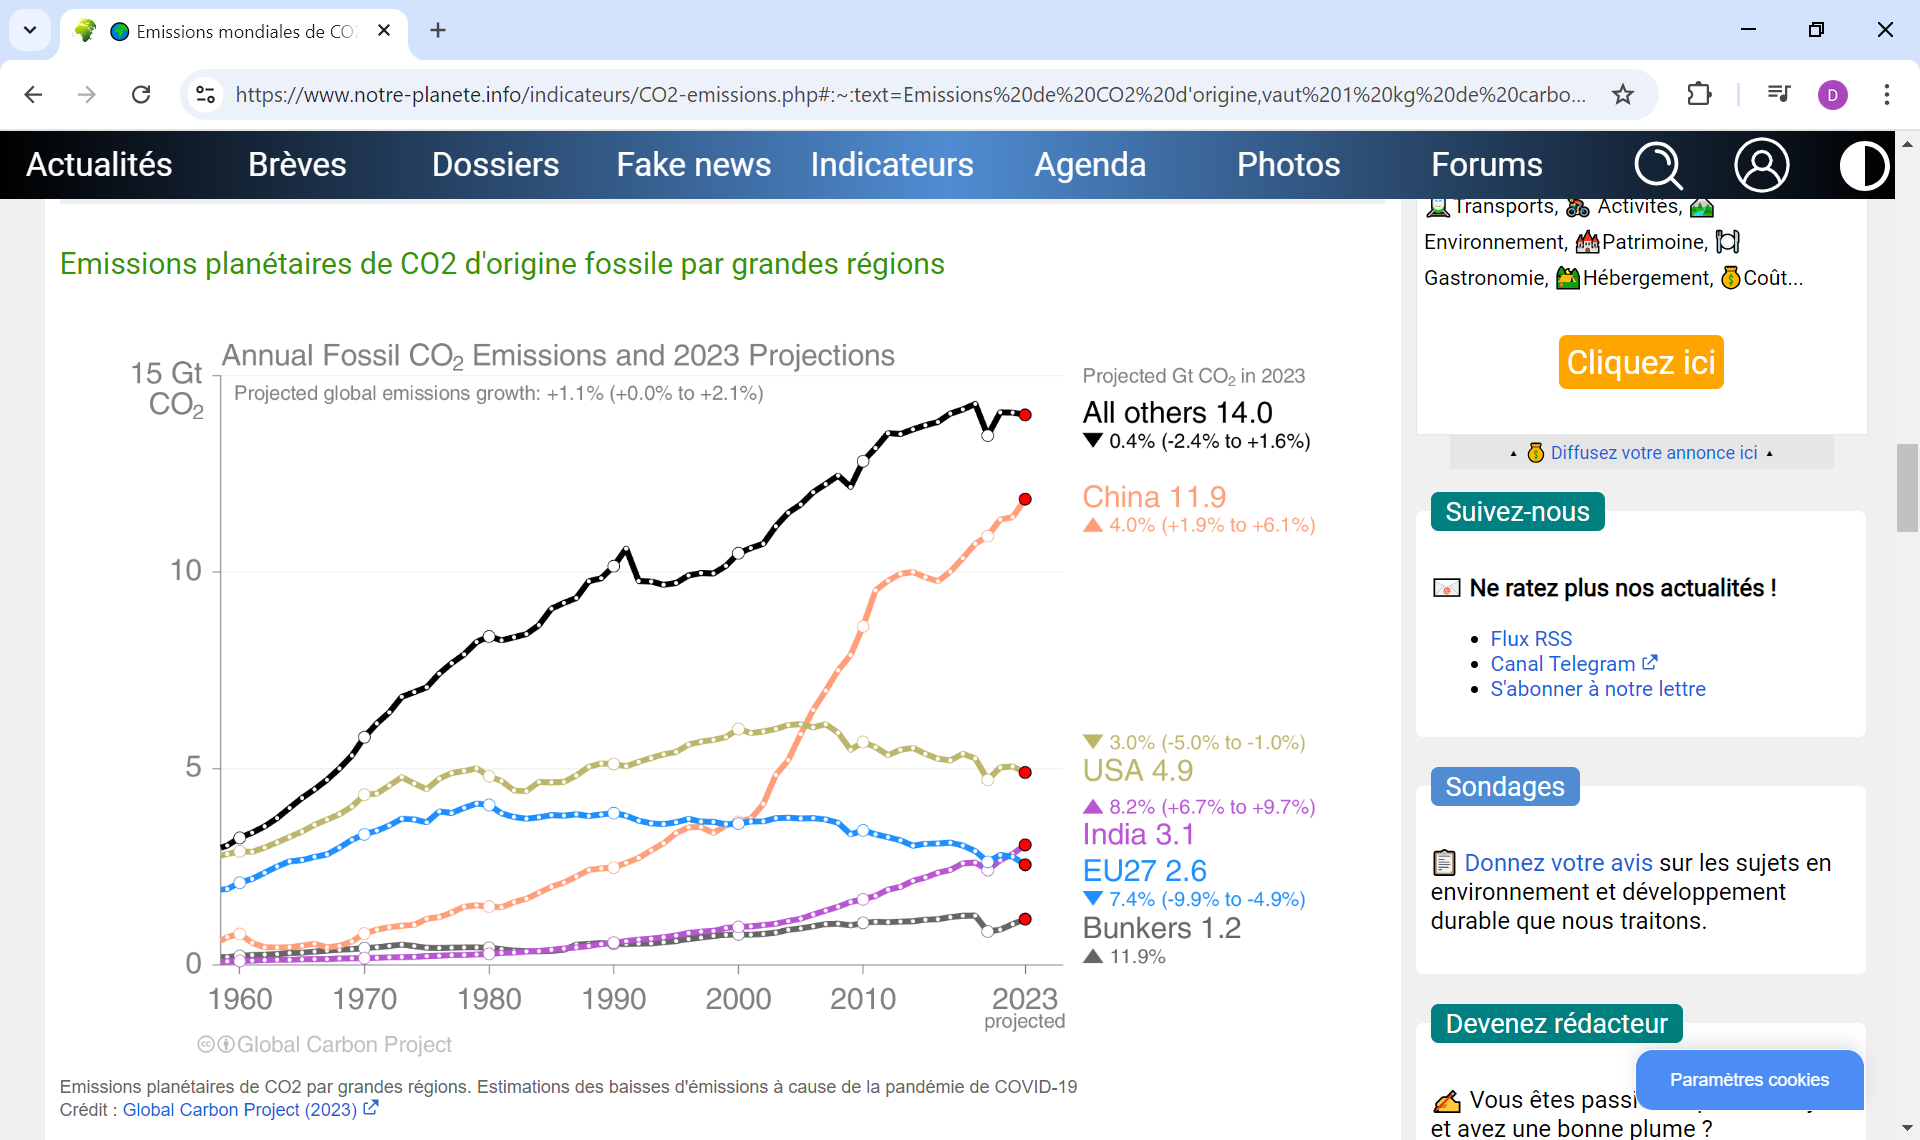 Emissions mondiales de CO
https://www.notre-planete.info/indicateurs/CO2-emissions.php#:~:text=Emissions%20de%20CO2%20d'origine,vaut%201%20kg%20de%20carbo...
D
Actualités Brèves Dossiers Fake news Indicateurs Agenda Photos Forums
Emissions planétaires de CO2 d'origine fossile par grandes régions
Annual Fossil CO₂ Emissions and 2023 Projections
15 Gt
CO₂
Projected global emissions growth: +1.1% (+0.0% to +2.1%)
10
5
0
1960 1970 1980 1990 2000 2010 2023
projected
Projected Gt CO₂ in 2023
All others 14.0
▼ 0.4% (-2.4% to +1.6%)
China 11.9
▲ 4.0% (+1.9% to +6.1%)
▼ 3.0% (-5.0% to -1.0%)
USA 4.9
▲ 8.2% (+6.7% to +9.7%)
India 3.1
EU27 2.6
▼ 7.4% (-9.9% to -4.9%)
Bunkers 1.2
▲ 11.9%
Global Carbon Project
Emissions planétaires de CO2 par grandes régions. Estimations des baisses d'émissions à cause de la pandémie de COVID-19
Crédit : Global Carbon Project (2023)
Transports, Activités,
Environnement, Patrimoine,
Gastronomie, Hébergement, Coût...
Cliquez ici
Diffusez votre annonce ici
Suivez-nous
Ne ratez plus nos actualités !
• Flux RSS
• Canal Telegram
• S'abonner à notre lettre
Sondages
Donnez votre avis sur les sujets en
environnement et développement
durable que nous traitons.
Devenez rédacteur
Vous êtes
et avez une bonne plume ?
Paramètres cookies